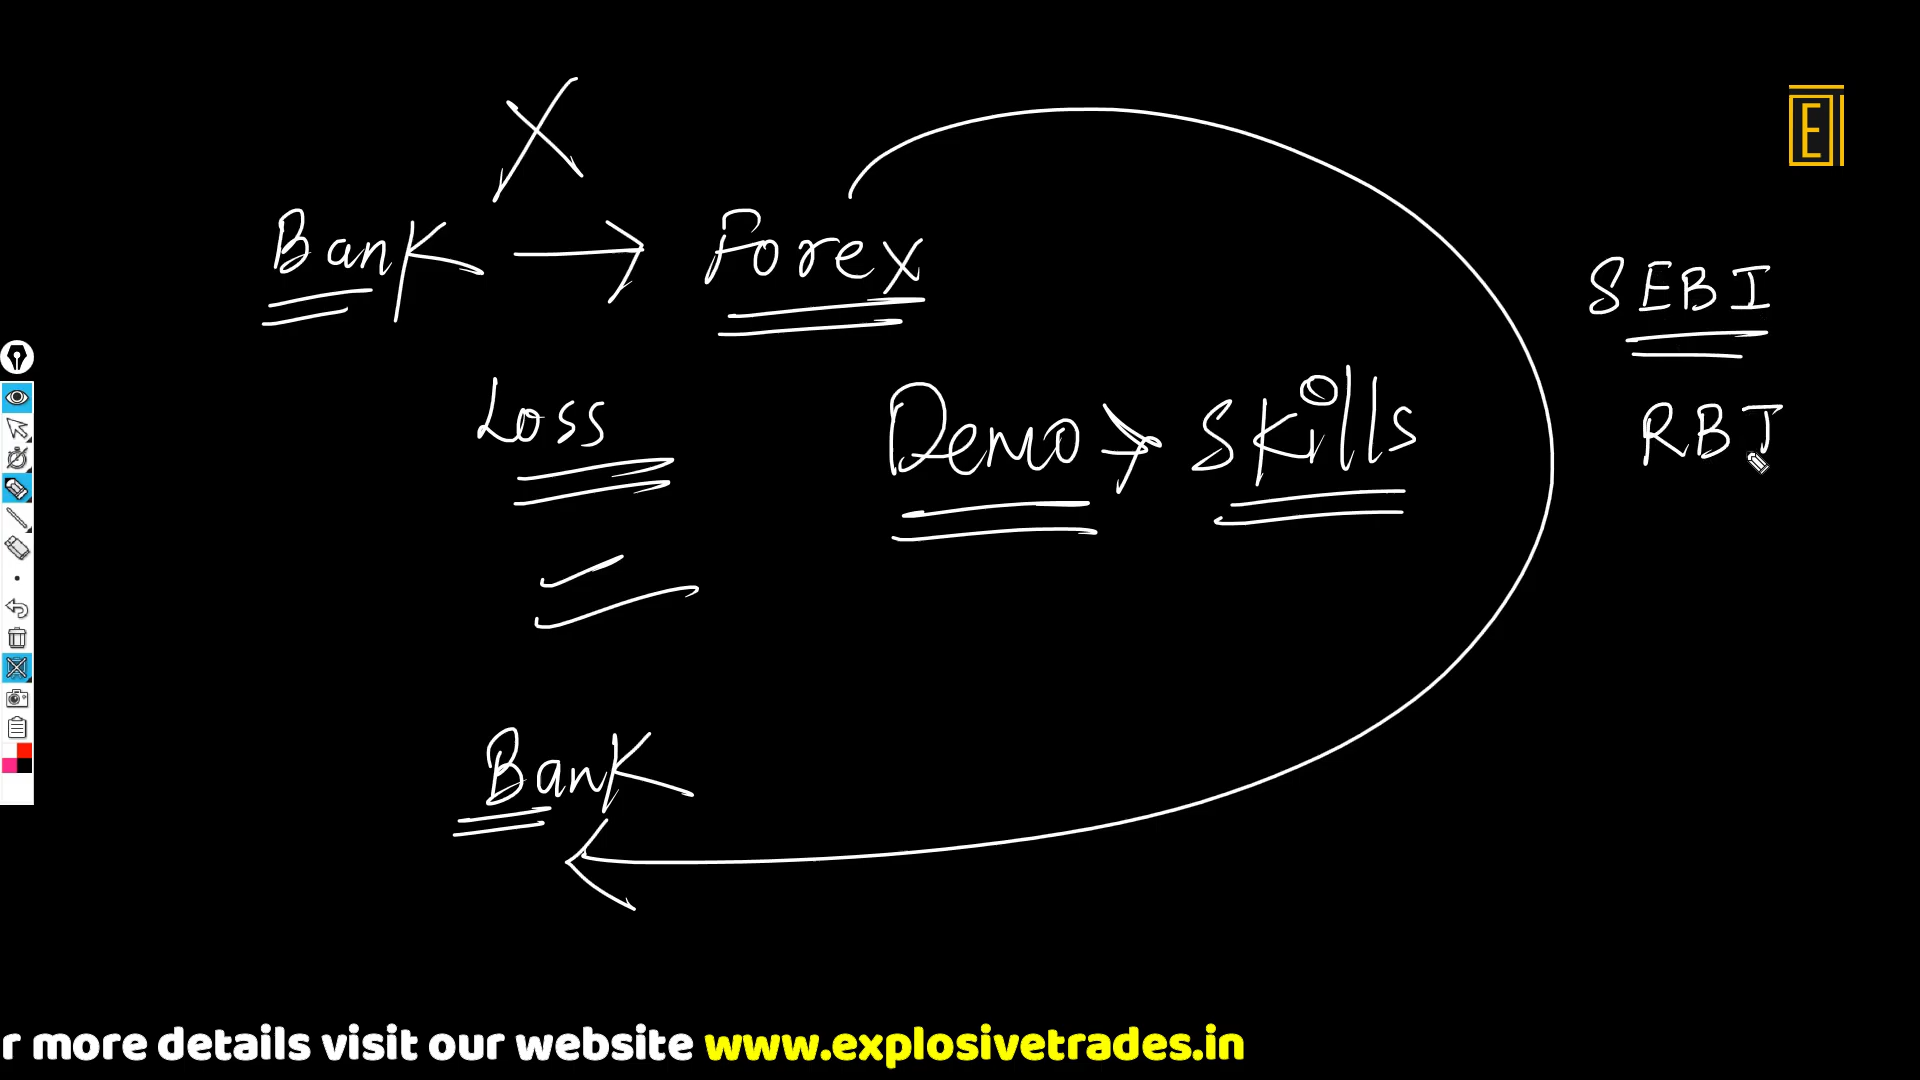 X
Bank → Forex
SEBI
Loss
Demo → Skills
RBI
Bank
E
r more details visit our website www.explosivetrades.in